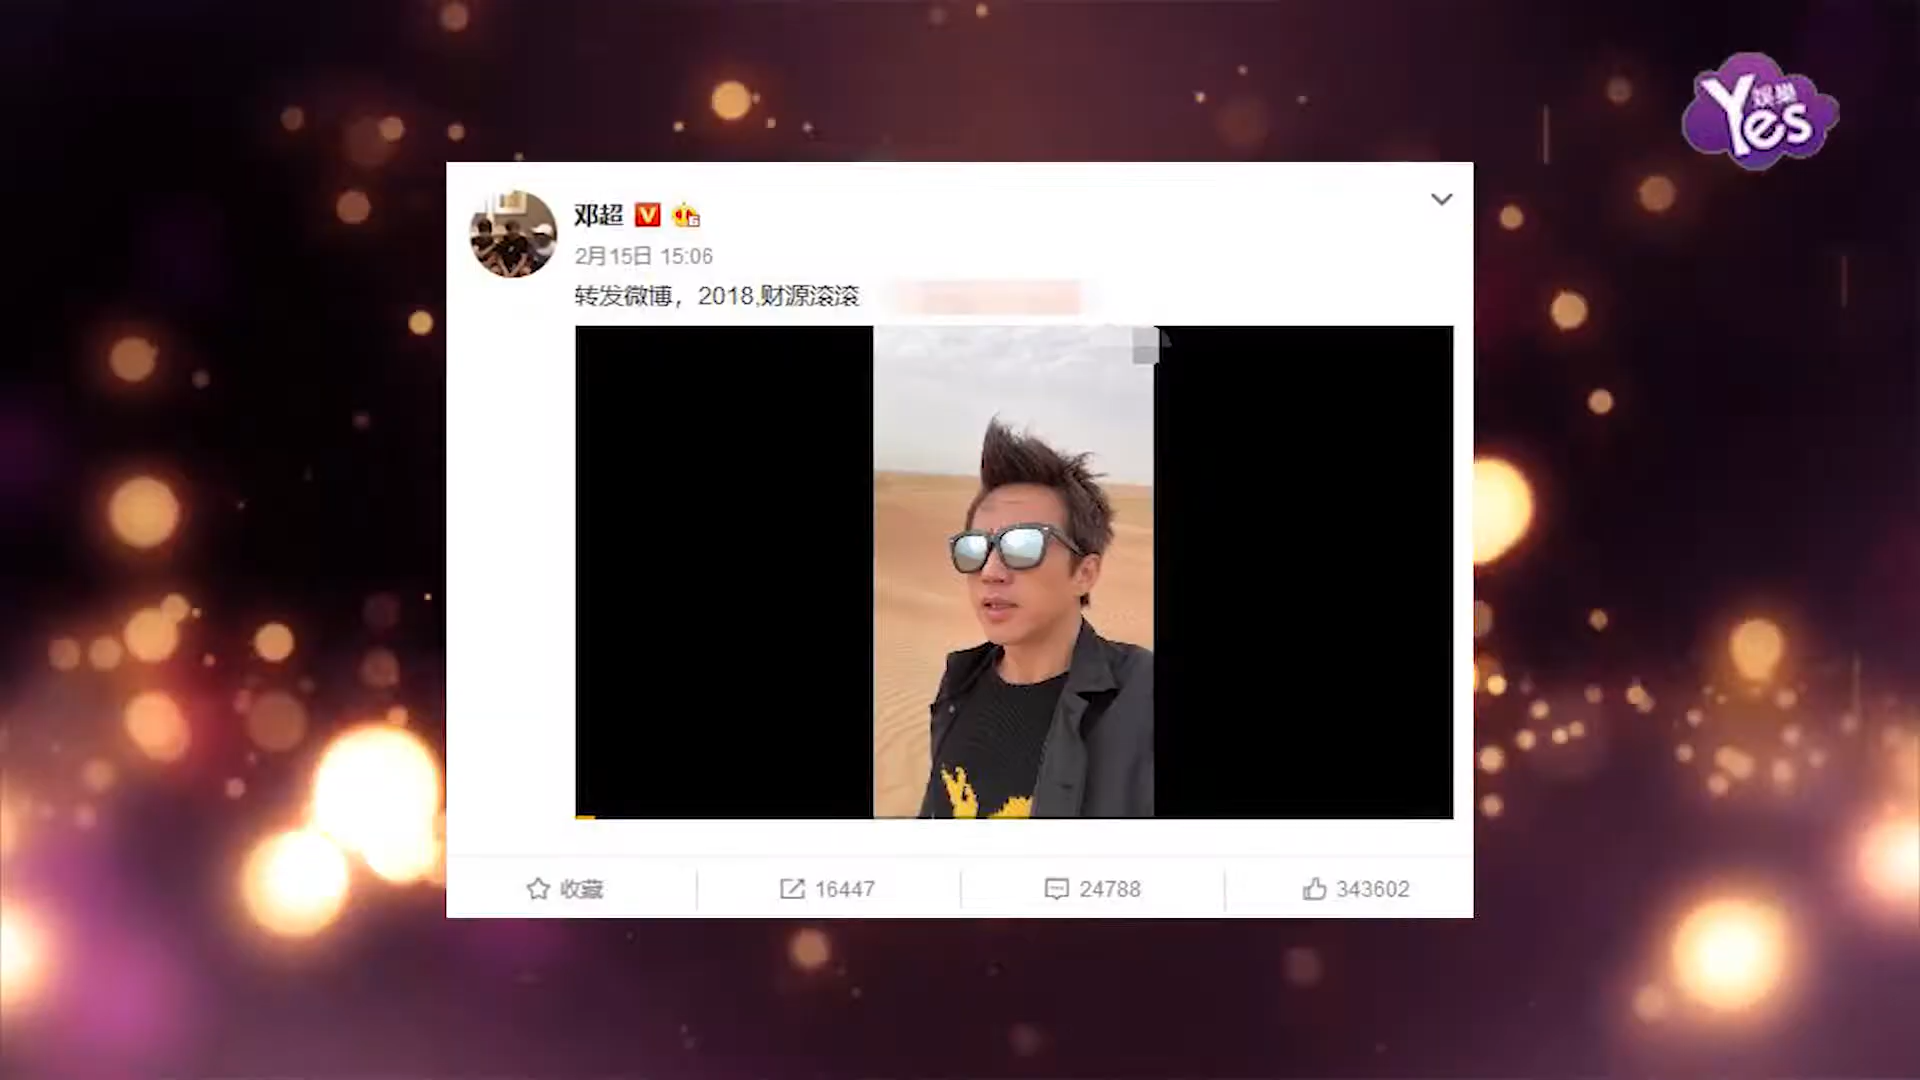 Yes 娱樂
邓超
2月15日 15:06
转发微博，2018,财源滚滚
收藏
16447
24788
343602